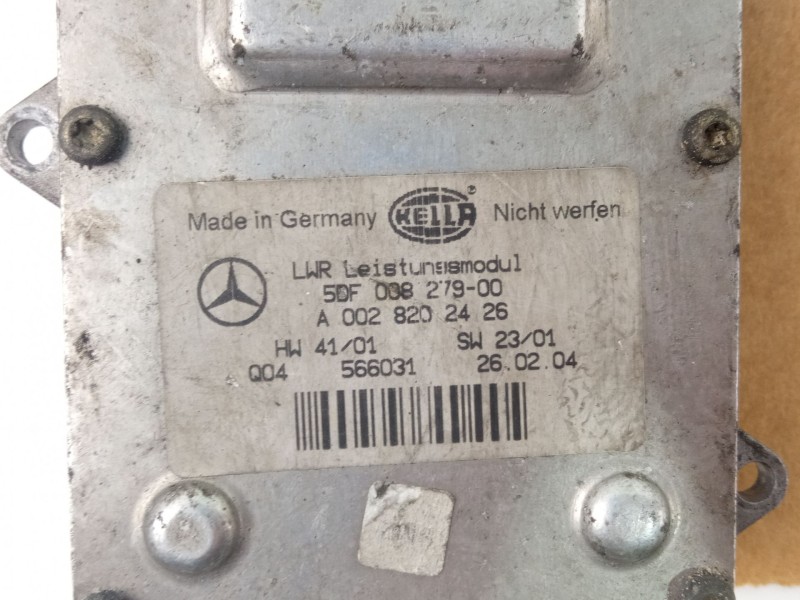 Made in Germany HELLA ® Nicht werfen
LWR Leistungsmodul
5DF 008 279-00
A 002 820 24 26
HW 41/01 SW 23/01
Q04 566031 26.02.04